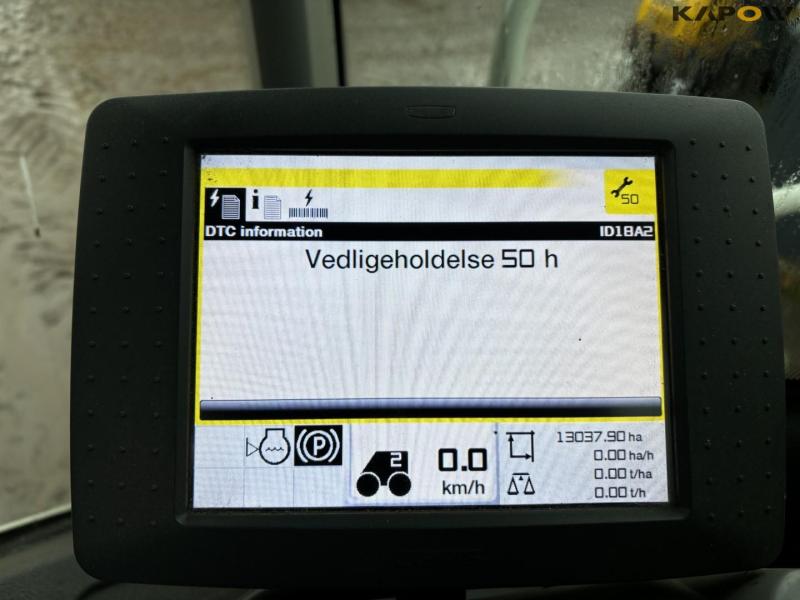 KAPOW
50
DTC information ID18A2
Vedligeholdelse 50 h
P
2
0.0
km/h
13037.90 ha
0.00 ha/h
0.00 t/ha
0.00 t/h